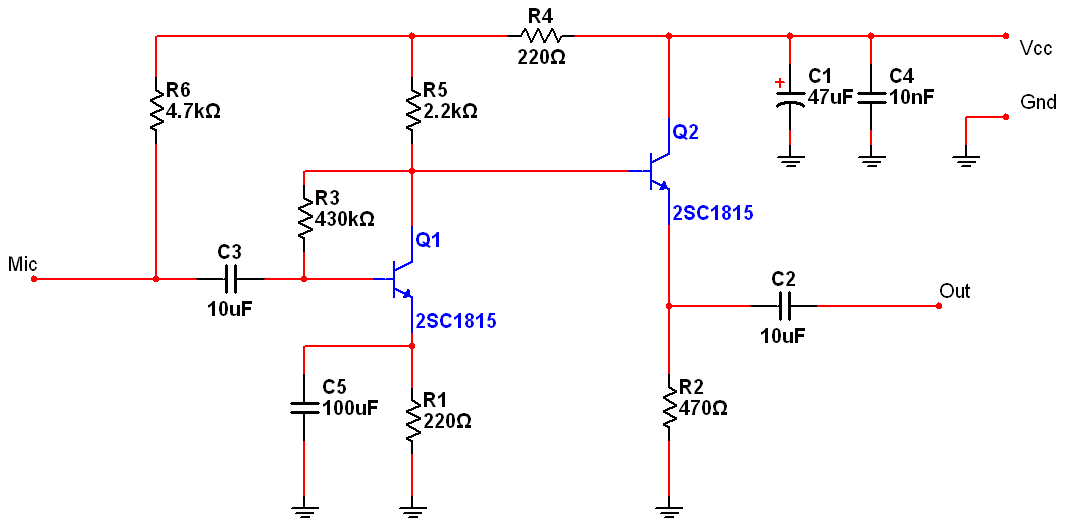 R4
220Ω
Vcc
R6
4.7kΩ
R5
2.2kΩ
+
C1
47uF
C4
10nF
Gnd
Q2
R3
430kΩ
2SC1815
Q1
Mic
C3
10uF
C2
10uF
Out
2SC1815
C5
100uF
R1
220Ω
R2
470Ω